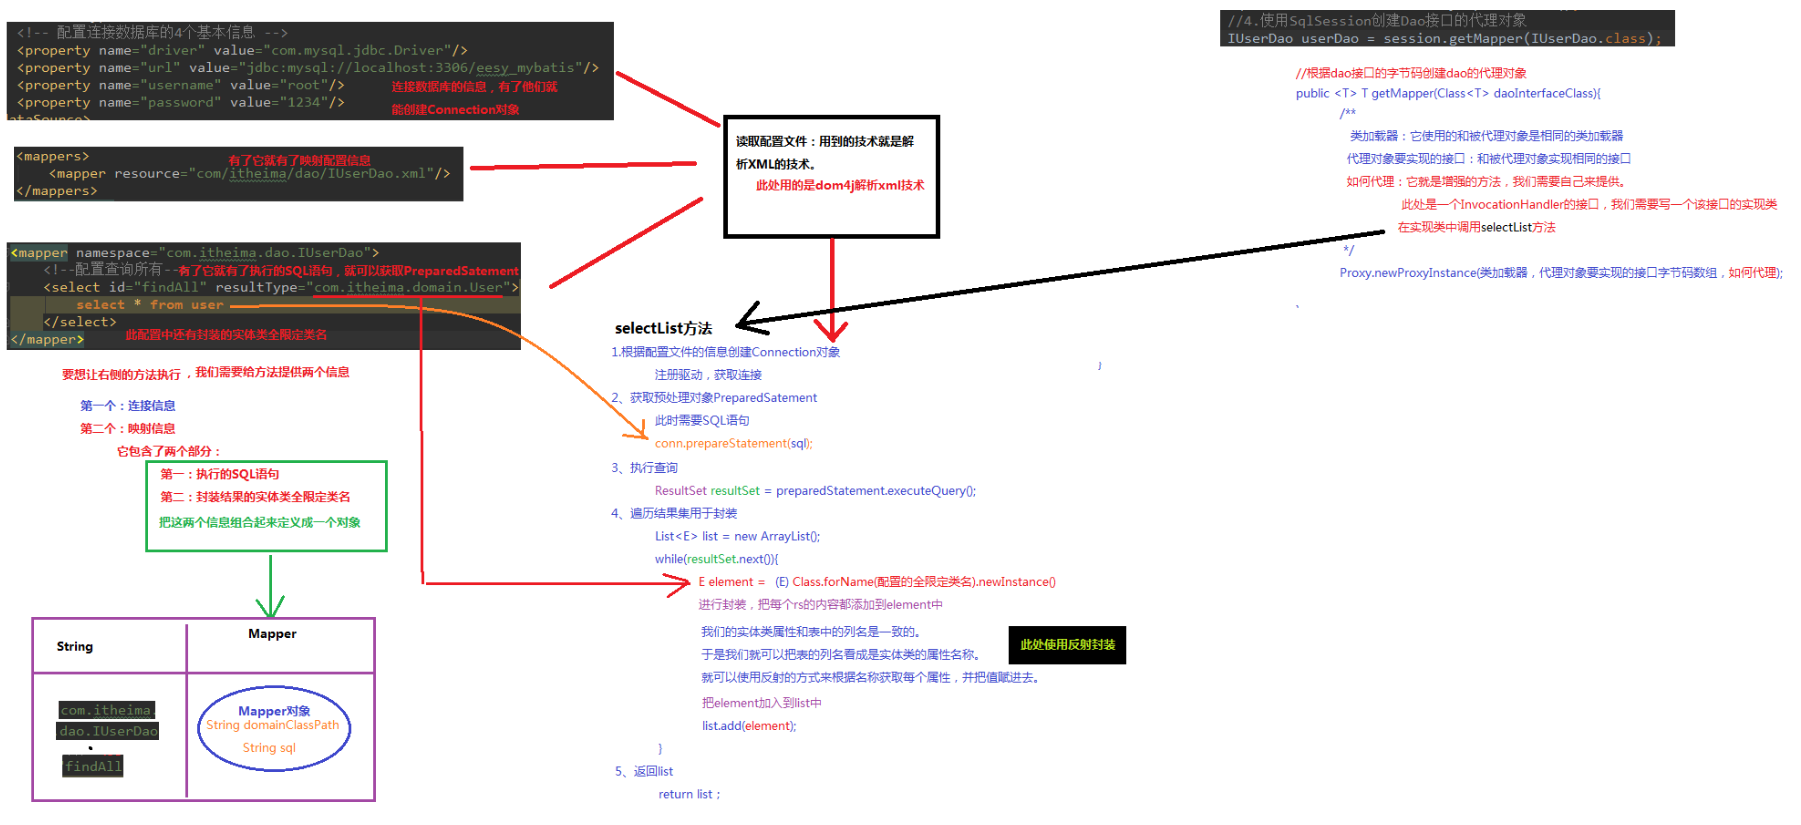 <!-- 配置连接数据库的4个基本信息 -->
<property name="driver" value="com.mysql.jdbc.Driver"/>
<property name="url" value="jdbc:mysql://localhost:3306/eesy_mybatis"/>
<property name="username" value="root"/>
<property name="password" value="1234"/>
连接数据库的信息，有了他们就
能创建Connection对象
ataSource>
<mappers>
有了它就有了映射配置信息
<mapper resource="com/itheima/dao/IUserDao.xml"/>
</mappers>
<mapper namespace="com.itheima.dao.IUserDao">
<!--配置查询所有--
有了它就有了执行的SQL语句，就可以获取PreparedSatement
<select id="findAll" resultType="com.itheima.domain.User">
select * from user
</select>
</mapper>
此配置中还有封装的实体类全限定类名
要想让右侧的方法执行，我们需要给方法提供两个信息
第一个：连接信息
第二个：映射信息
它包含了两个部分：
第一：执行的SQL语句
第二：封装结果的实体类全限定类名
把这两个信息组合起来定义成一个对象
String
Mapper
com.itheima.
dao.IUserDao
.
findAll
Mapper对象
String domainClassPath
String sql
读取配置文件：用到的技术就是解
析XML的技术。
此处用的是dom4j解析xml技术
selectList方法
1.根据配置文件的信息创建Connection对象
注册驱动，获取连接
2、获取预处理对象PreparedSatement
此时需要SQL语句
conn.prepareStatement(sql);
3、执行查询
ResultSet resultSet = preparedStatement.executeQuery();
4、遍历结果集用于封装
List<E> list = new ArrayList();
while(resultSet.next()){
E element = (E) Class.forName(配置的全限定类名).newInstance()
进行封装，把每个rs的内容都添加到element中
我们的实体类属性和表中的列名是一致的。
于是我们就可以把表的列名看成是实体类的属性名称。
就可以使用反射的方式来根据名称获取每个属性，并把值赋进去。
此处使用反射封装
把element加入到list中
list.add(element);
}
5、返回list
return list；
//4.使用SqlSession创建Dao接口的代理对象
IUserDao userDao = session.getMapper(IUserDao.class);
//根据dao接口的字节码创建dao的代理对象
public <T> T getMapper(Class<T> daoInterfaceClass){
/**
类加载器：它使用的和被代理对象是相同的类加载器
代理对象要实现的接口：和被代理对象实现相同的接口
如何代理：它就是增强的方法，我们需要自己来提供。
此处是一个InvocationHandler的接口，我们需要写一个该接口的实现类
在实现类中调用selectList方法
*/
Proxy.newProxyInstance(类加载器，代理对象要实现的接口字节码数组，如何代理);
、